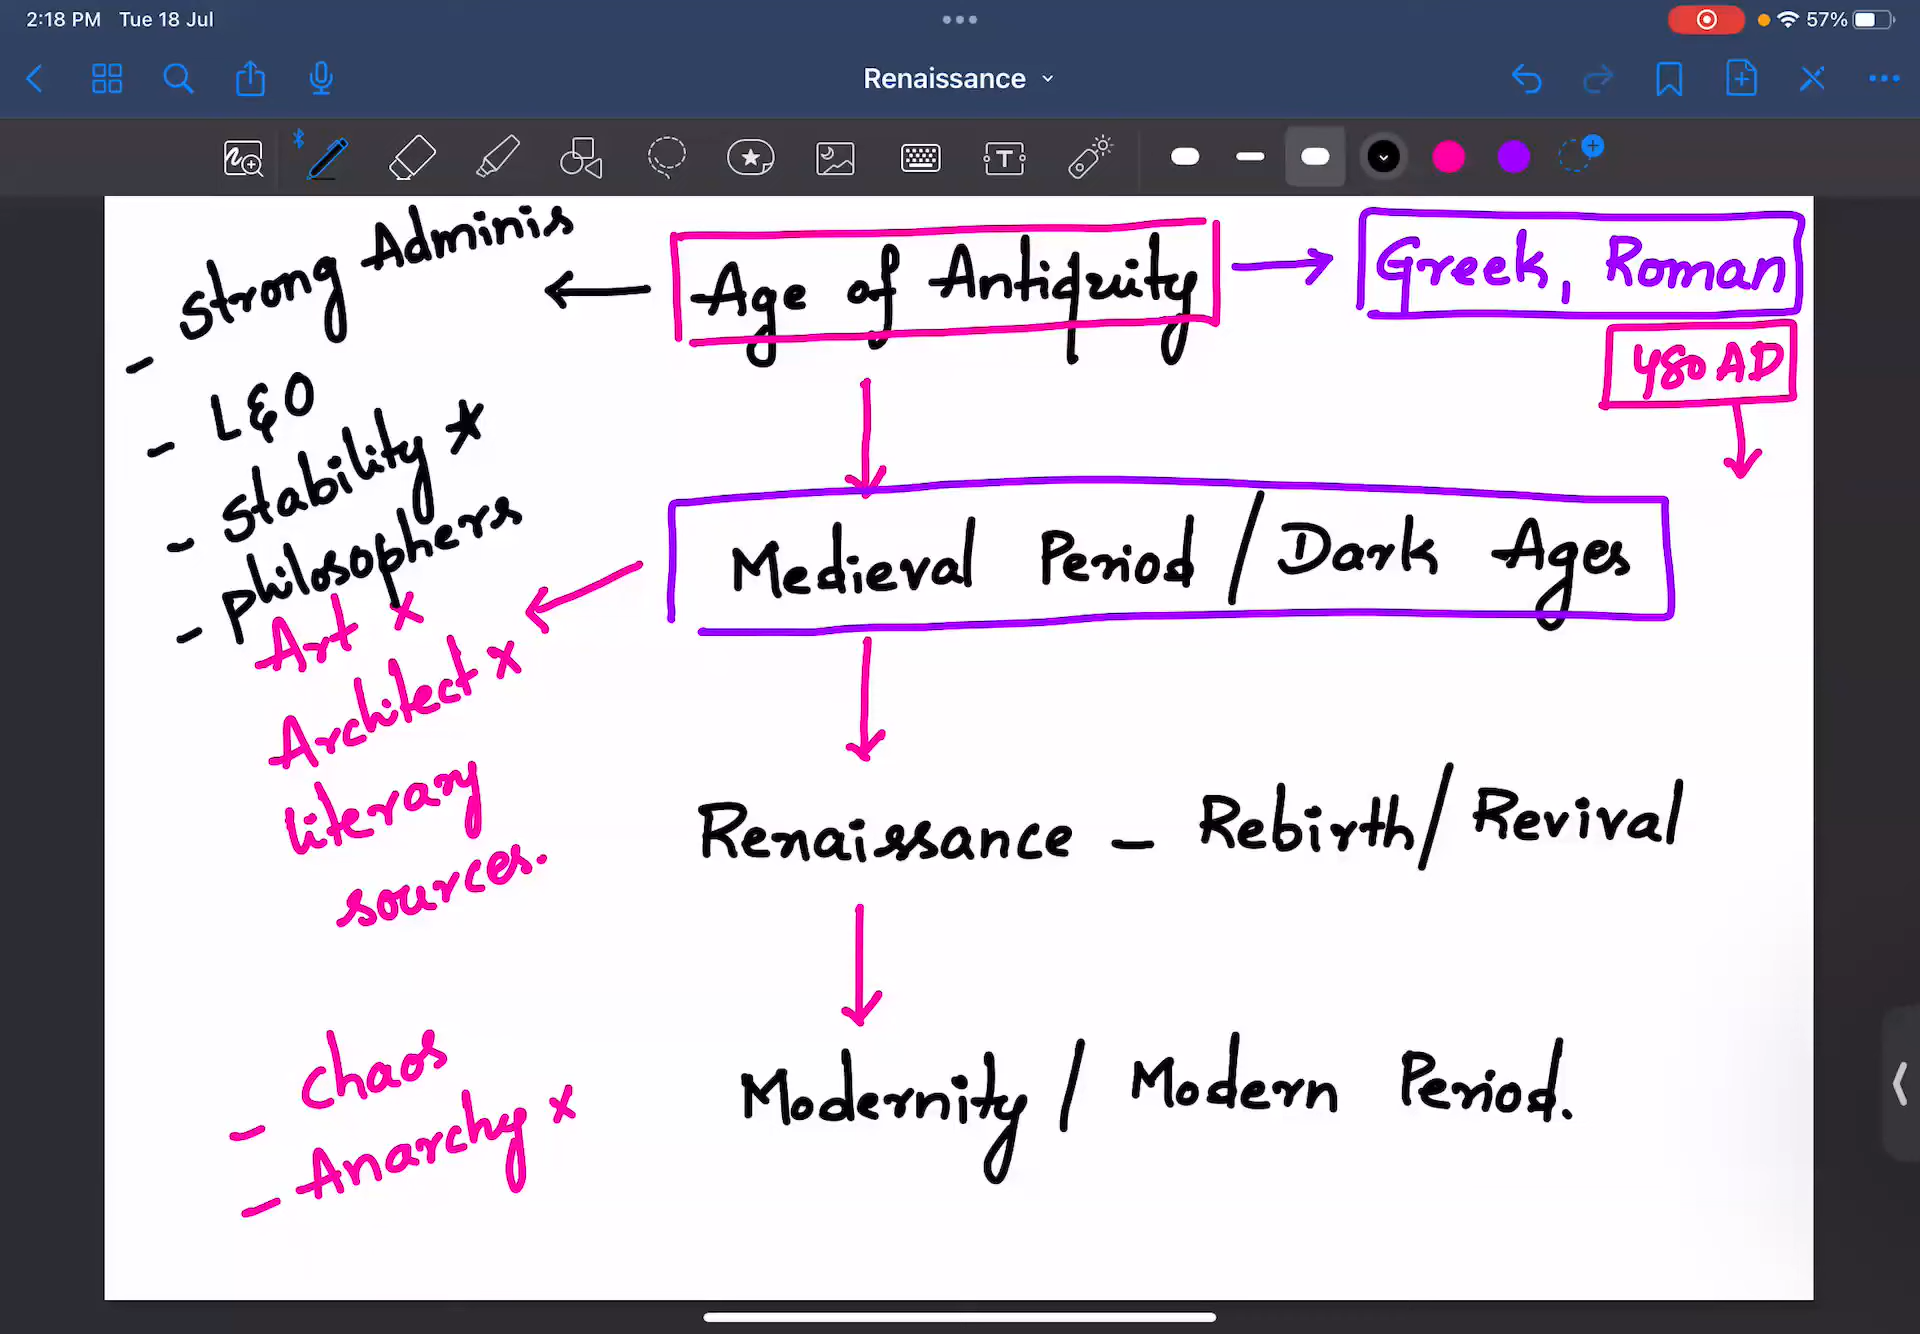 2:18 PM Tue 18 Jul
57%
Renaissance
strong Adminis
Age of Antiquity
Greek, Roman
480 AD
- L&O
- stability
- philosophers
Medieval Period / Dark Ages
Art x
Architect x
literary
sources.
Renaissance - Rebirth / Revival
- chaos
- Anarchy x
Modernity / Modern Period.